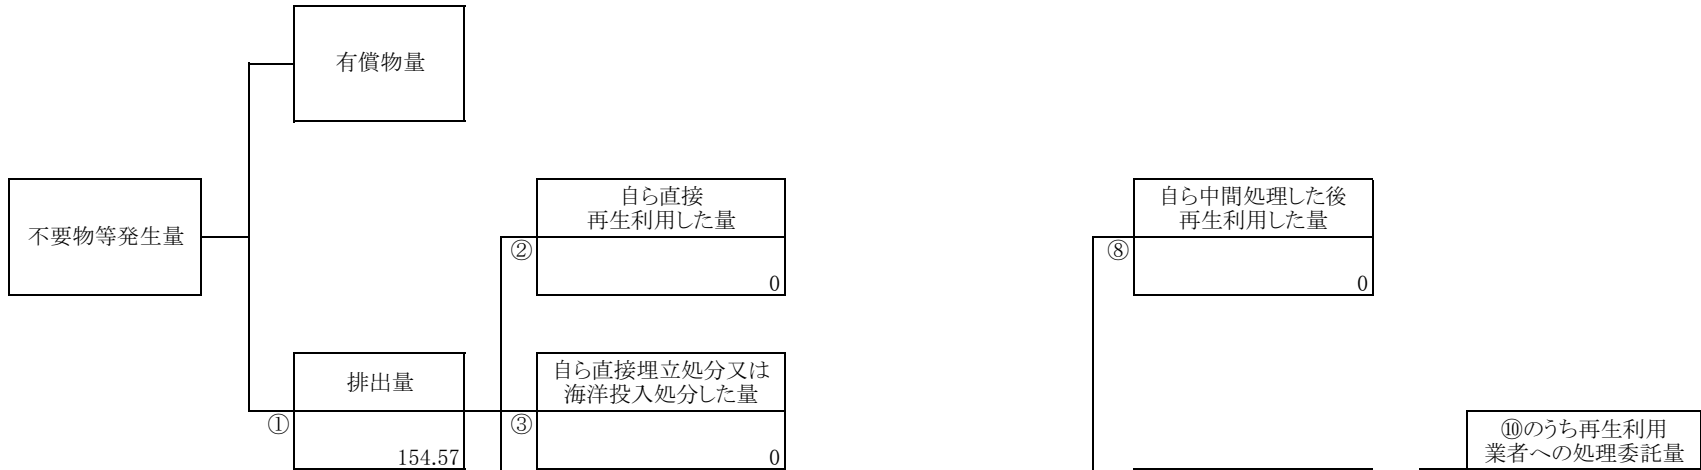 有償物量
不要物等発生量
自ら直接
再生利用した量
②
0
自ら中間処理した後
再生利用した量
⑧
0
排出量
①
154.57
自ら直接埋立処分又は
海洋投入処分した量
③
0
⑩のうち再生利用
業者への処理委託量